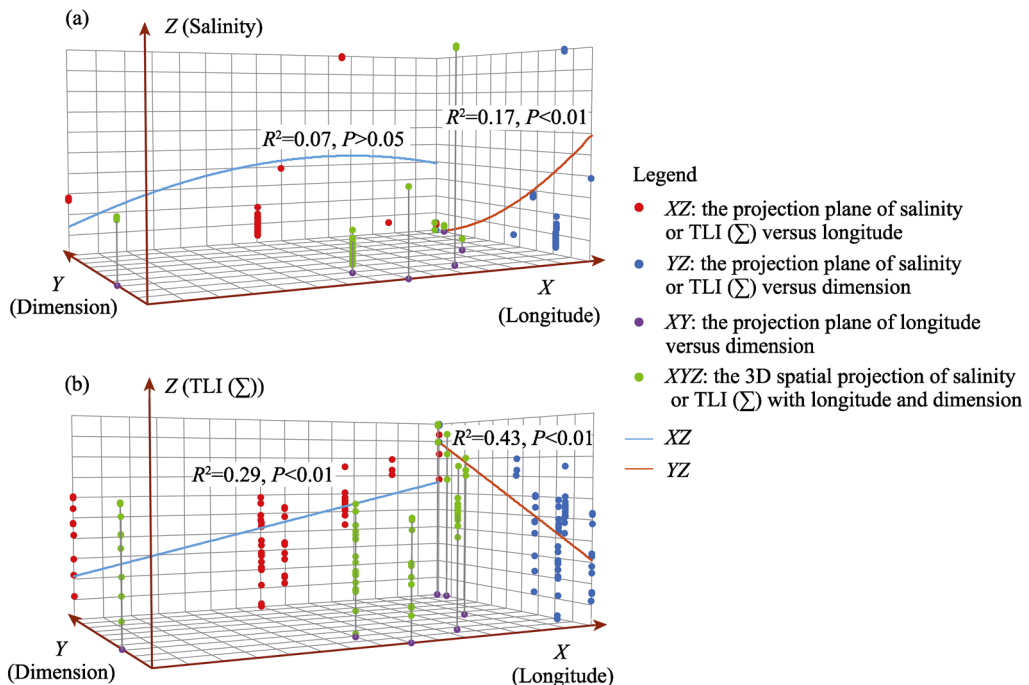 (a)
Z (Salinity)
R²=0.17, P<0.01
R²=0.07, P>0.05
Y
(Dimension)
X
(Longitude)
(b)
Z (TLI (∑))
R²=0.43, P<0.01
R²=0.29, P<0.01
Y
(Dimension)
X
(Longitude)
Legend
XZ: the projection plane of salinity
or TLI (∑) versus longitude
YZ: the projection plane of salinity
or TLI (∑) versus dimension
XY: the projection plane of longitude
versus dimension
XYZ: the 3D spatial projection of salinity
or TLI (∑) with longitude and dimension
XZ
YZ